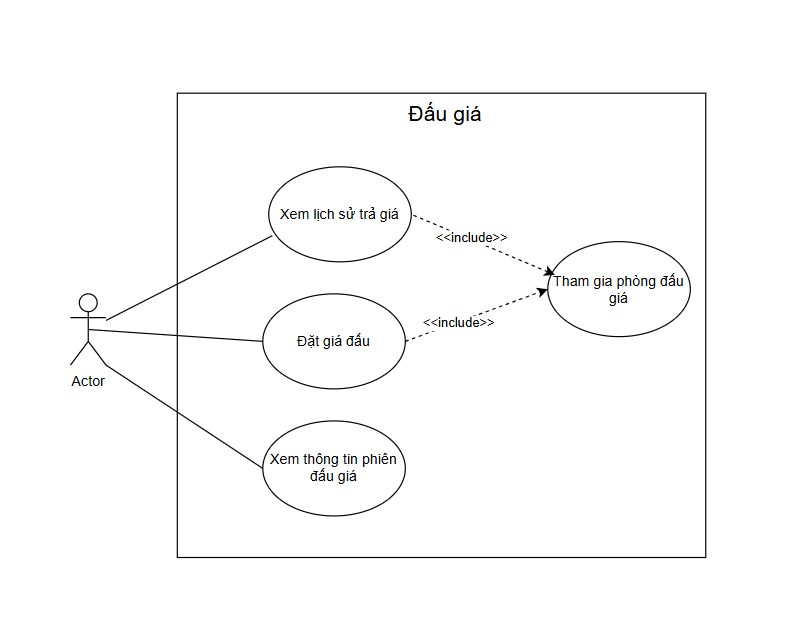 Đấu giá
Xem lịch sử trả giá
<<include>>
Tham gia phòng đấu
giá
<<include>>
Đặt giá đấu
Actor
Xem thông tin phiên
đấu giá